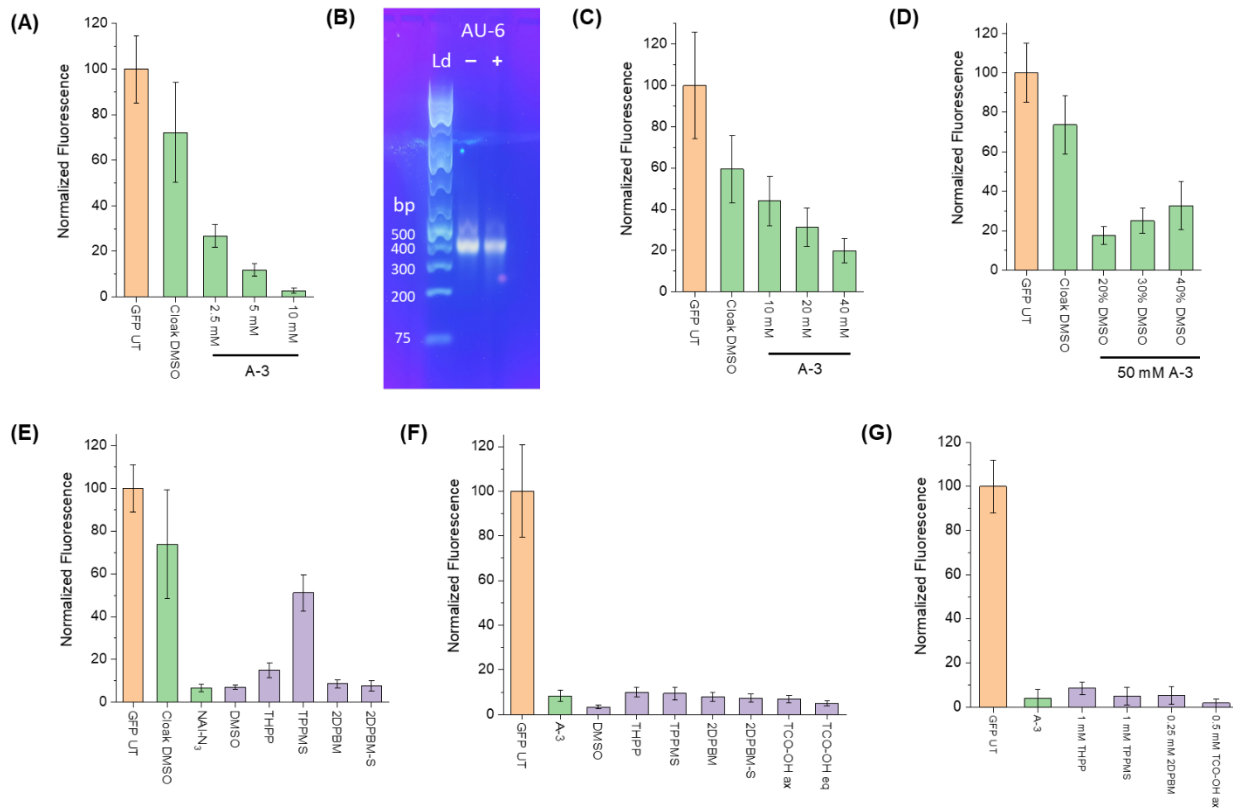 (A)
Normalized Fluorescence
120
100
80
60
40
20
0
GFP UT
Cloak DMSO
2.5 mM
5 mM
10 mM
A-3
(B)
AU-6
Ld – +
bp
500
400
300
200
75
(C)
Normalized Fluorescence
120
100
80
60
40
20
0
GFP UT
Cloak DMSO
10 mM
20 mM
40 mM
A-3
(D)
Normalized Fluorescence
120
100
80
60
40
20
0
GFP UT
Cloak DMSO
20% DMSO
30% DMSO
40% DMSO
50 mM A-3
(E)
Normalized Fluorescence
120
100
80
60
40
20
0
GFP UT
Cloak DMSO
NAI-N₃
DMSO
THPP
TPPMS
2DPBM
2DPBM-S
(F)
Normalized Fluorescence
120
100
80
60
40
20
0
GFP UT
A-3
DMSO
THPP
TPPMS
2DPBM
2DPBM-S
TCO-OH ax
TCO-OH eq
(G)
Normalized Fluorescence
120
100
80
60
40
20
0
GFP UT
A-3
1 mM THPP
1 mM TPPMS
0.25 mM 2DPBM
0.5 mM TCO-OH ax